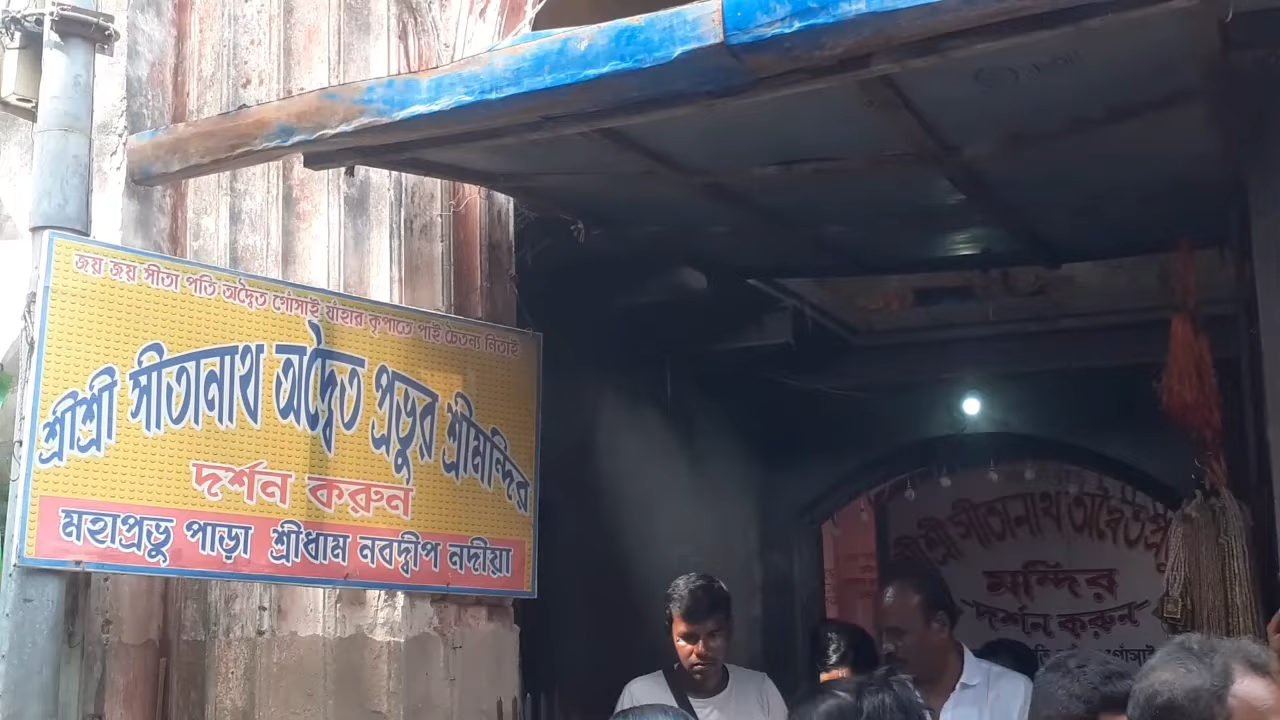 জয় জয় সীতা পতি অদ্বৈত গোঁসাই যাঁহার কৃপাতে পাই চৈতন্য নিতাই
শ্রীশ্রী সীতানাথ অদ্বৈত প্রভুর শ্রীমন্দির
দর্শন করুন
মহাপ্রভু পাড়া শ্রীধাম নবদ্বীপ নদীয়া
শ্রীশ্রী সীতানাথ অদ্বৈতপ্রভু
মন্দির
দর্শন করুন
গোঁসাই